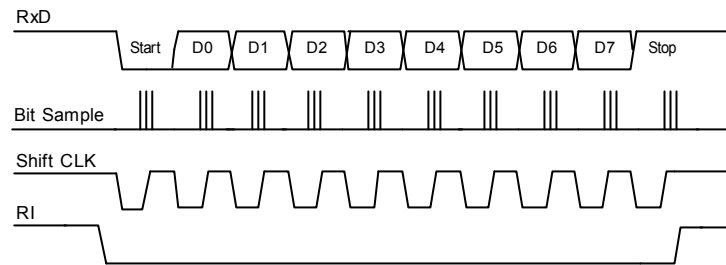 RxD
Start D0 D1 D2 D3 D4 D5 D6 D7 Stop
Bit Sample
Shift CLK
RI